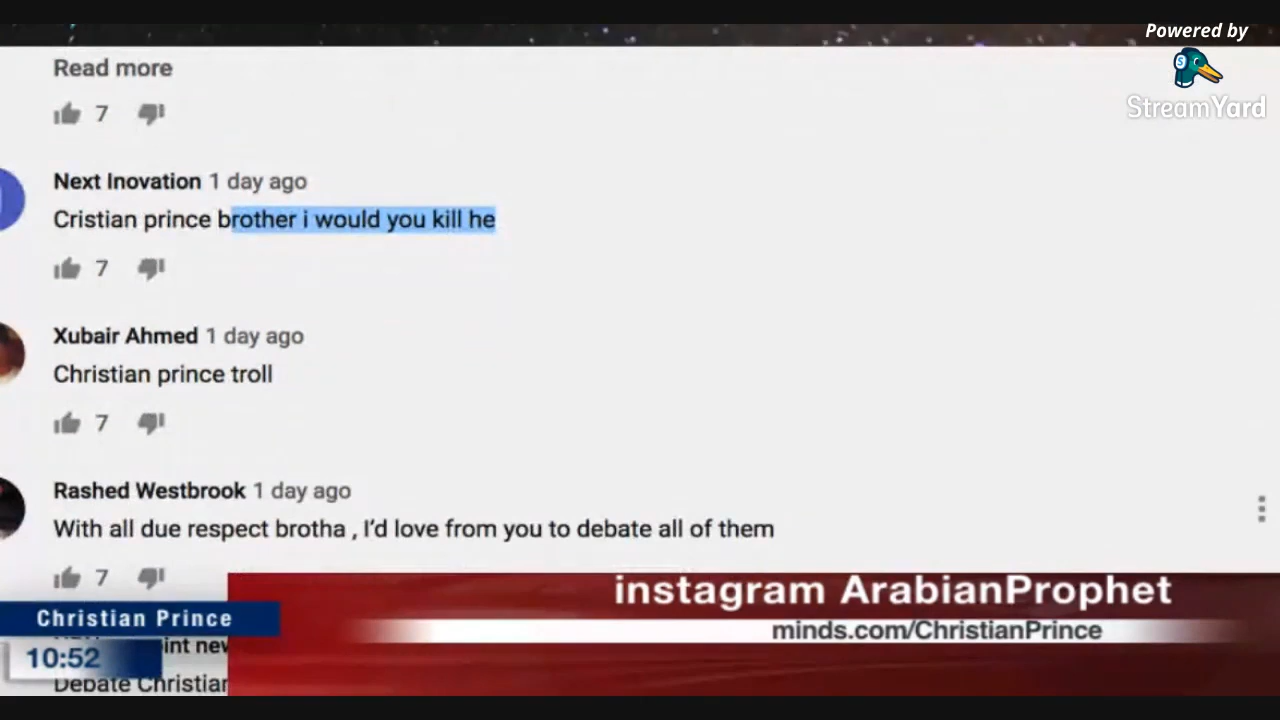 Powered by
StreamYard
Read more
7
Next Inovation 1 day ago
Cristian prince brother i would you kill he
7
Xubair Ahmed 1 day ago
Christian prince troll
7
Rashed Westbrook 1 day ago
With all due respect brotha , I'd love from you to debate all of them
7
instagram ArabianProphet
Christian Prince
minds.com/ChristianPrince
10:52
Debate Christian